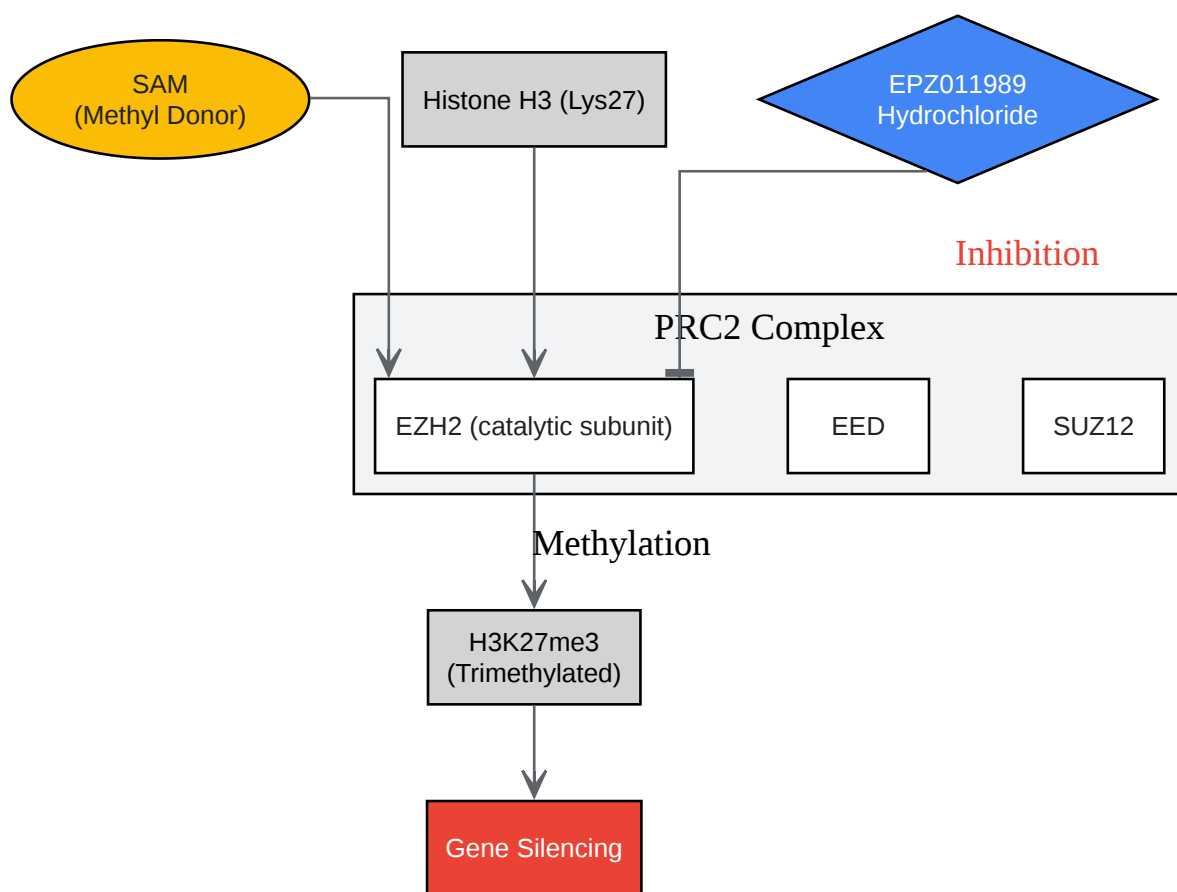 SAM
(Methyl Donor)
Histone H3 (Lys27)
EPZ011989
Hydrochloride
Inhibition
PRC2 Complex
EZH2 (catalytic subunit)
EED
SUZ12
Methylation
H3K27me3
(Trimethylated)
Gene Silencing